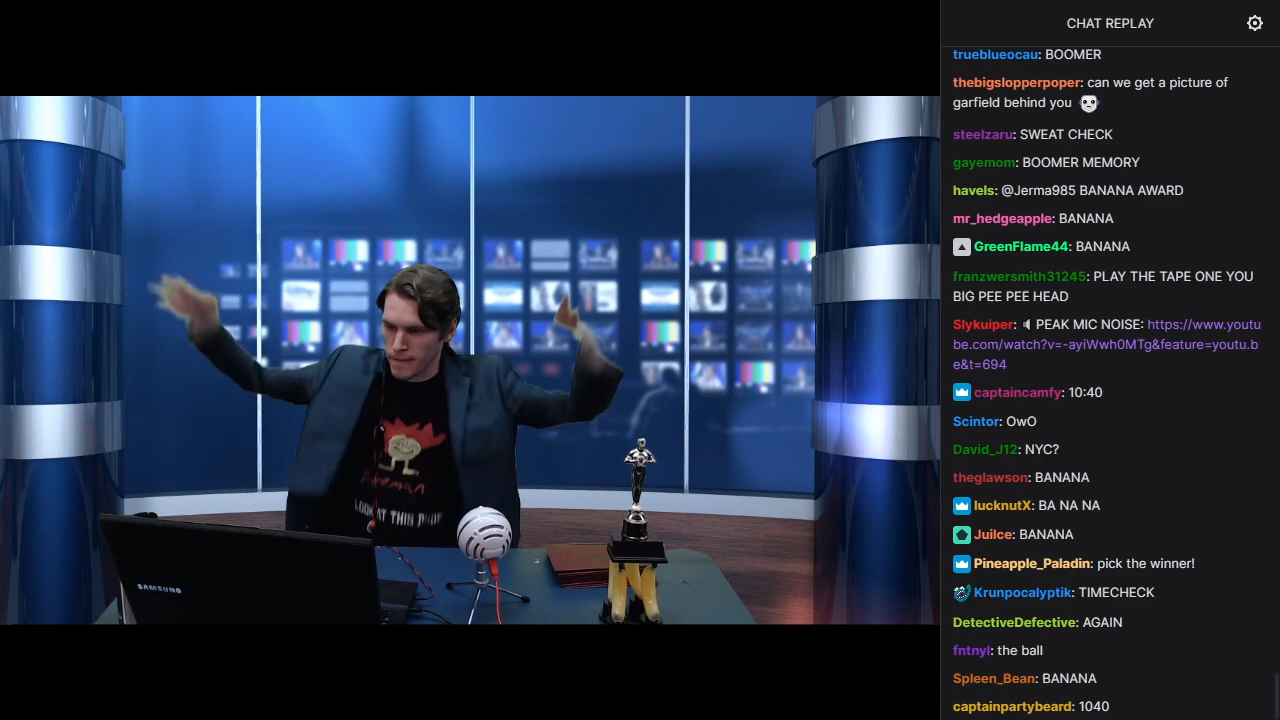 CHAT REPLAY
trueblueocau: BOOMER
thebigslopperpoper: can we get a picture of
garfield behind you
steelzaru: SWEAT CHECK
gayemom: BOOMER MEMORY
havels: @Jerma985 BANANA AWARD
mr_hedgeapple: BANANA
GreenFlame44: BANANA
franzwersmith31245: PLAY THE TAPE ONE YOU
BIG PEE PEE HEAD
Slykuiper: PEAK MIC NOISE: https://www.youtu
be.com/watch?v=-ayiWwh0MTg&feature=youtu.b
e&t=694
captaincamfy: 10:40
Scintor: OwO
David_J12: NYC?
theglawson: BANANA
lucknutX: BA NA NA
Juilce: BANANA
Pineapple_Paladin: pick the winner!
Krunpocalyptik: TIMECHECK
DetectiveDefective: AGAIN
fntnyl: the ball
Spleen_Bean: BANANA
captainpartybeard: 1040
LOOK AT THIS DUDE
SAMSUNG